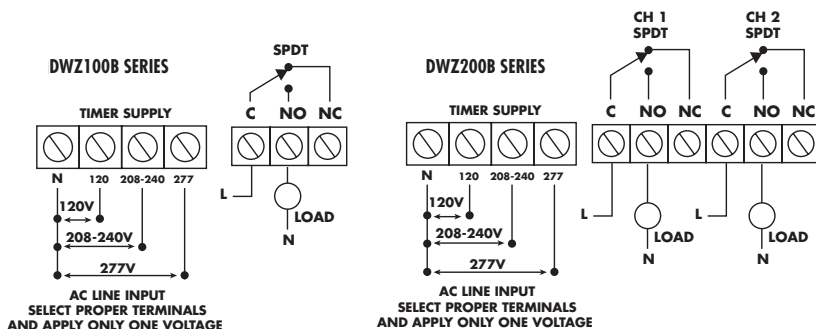 SPDT
DWZ100B SERIES
C NO NC
TIMER SUPPLY
N 120 208-240 277
120V
208-240V
277V
L
LOAD
N
AC LINE INPUT
SELECT PROPER TERMINALS
AND APPLY ONLY ONE VOLTAGE
CH 1 CH 2
SPDT SPDT
DWZ200B SERIES
C NO NC C NO NC
TIMER SUPPLY
N 120 208-240 277
120V
208-240V
277V
L L
LOAD LOAD
N N
AC LINE INPUT
SELECT PROPER TERMINALS
AND APPLY ONLY ONE VOLTAGE